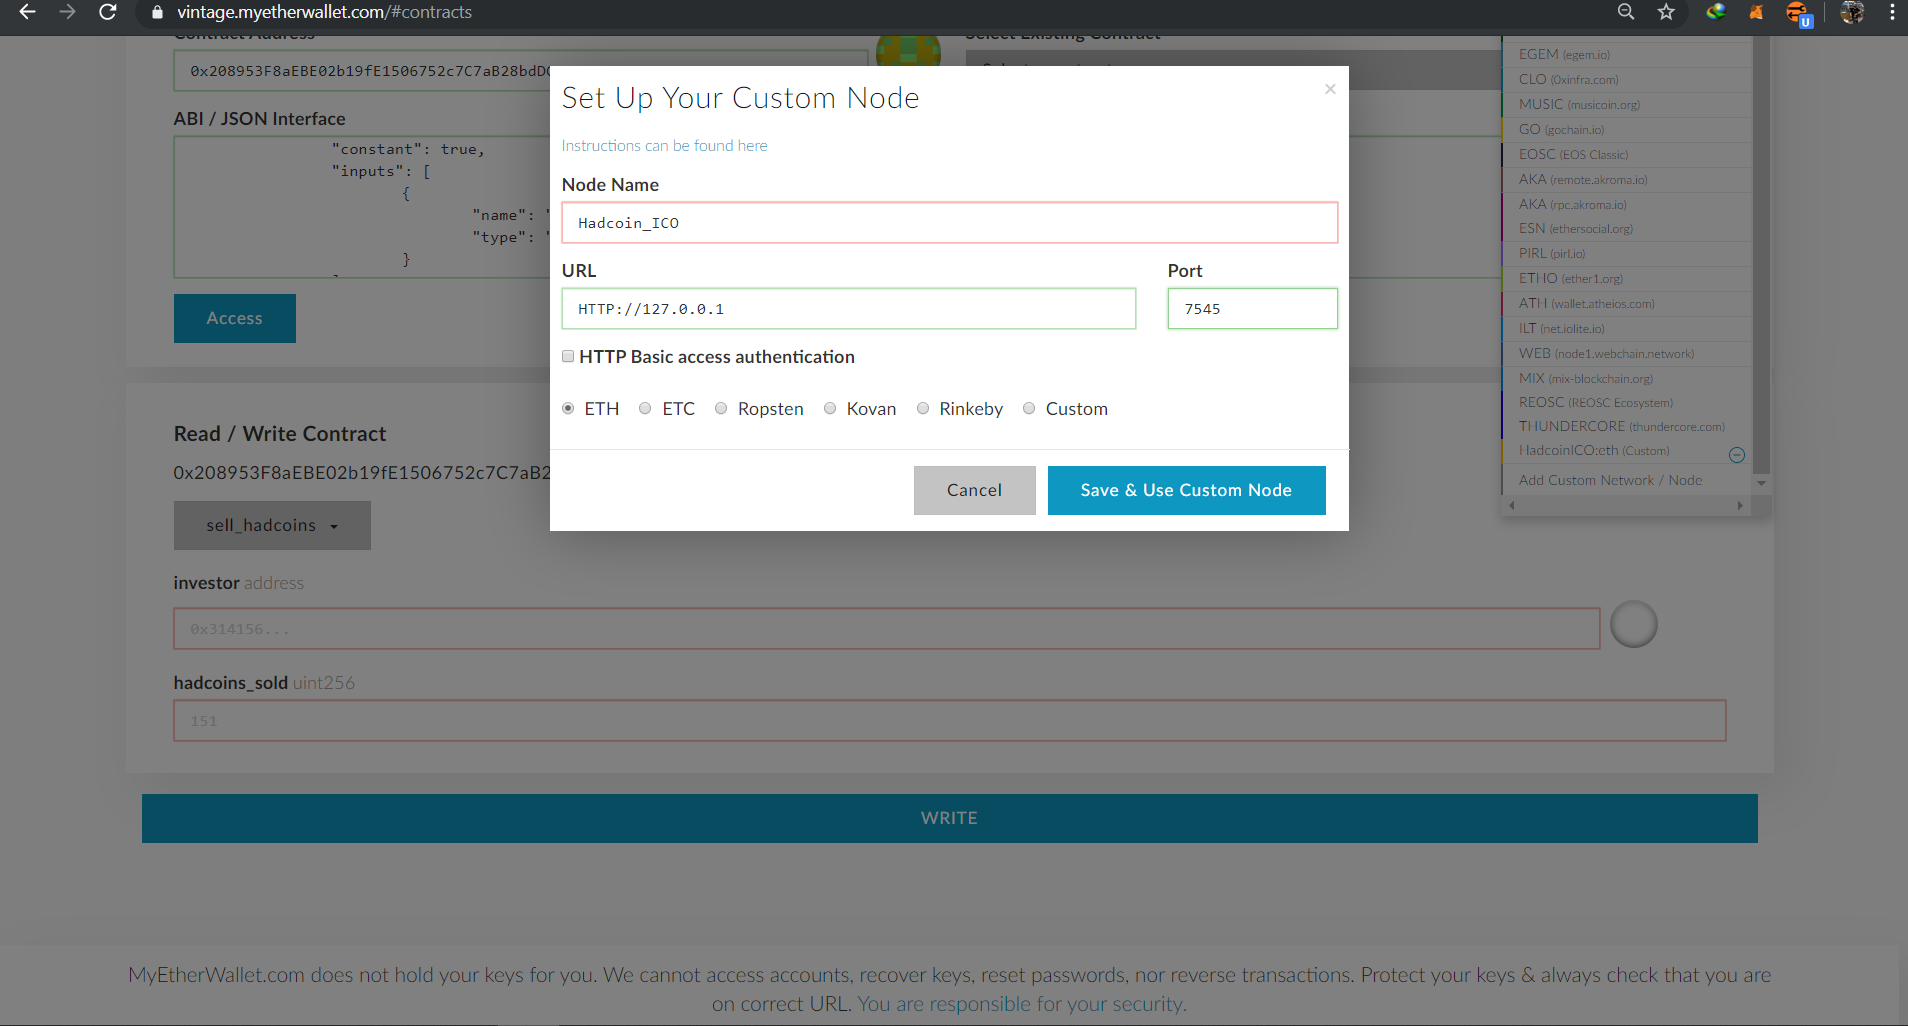 vintage.myetherwallet.com/#contracts
U
Contract Address
Select Existing Contract
0x208953F8aEBE02b19fE1506752c7C7aB28bdD
ABI / JSON Interface
"constant": true,
"inputs": [
{
"name": "
"type": "
}
Access
Read / Write Contract
0x208953F8aEBE02b19fE1506752c7C7aB2
sell_hadcoins
investor address
0x314156...
hadcoins_sold uint256
151
WRITE
Set Up Your Custom Node
×
Instructions can be found here
Node Name
Hadcoin_ICO
URL
Port
HTTP://127.0.0.1
7545
HTTP Basic access authentication
ETH ETC Ropsten Kovan Rinkeby Custom
Cancel
Save & Use Custom Node
EGEM (egem.io)
CLO (0xinfra.com)
MUSIC (musicoin.org)
GO (gochain.io)
EOSC (EOS Classic)
AKA (remote.akroma.io)
AKA (rpc.akroma.io)
ESN (ethersocial.org)
PIRL (pirl.io)
ETHO (ether1.org)
ATH (wallet.atheios.com)
ILT (net.iolite.io)
WEB (node1.webchain.network)
MIX (mix-blockchain.org)
REOSC (REOSC Ecosystem)
THUNDERCORE (thundercore.com)
HadcoinICO:eth (Custom)
Add Custom Network / Node
MyEtherWallet.com does not hold your keys for you. We cannot access accounts, recover keys, reset passwords, nor reverse transactions. Protect your keys & always check that you are
on correct URL. You are responsible for your security.